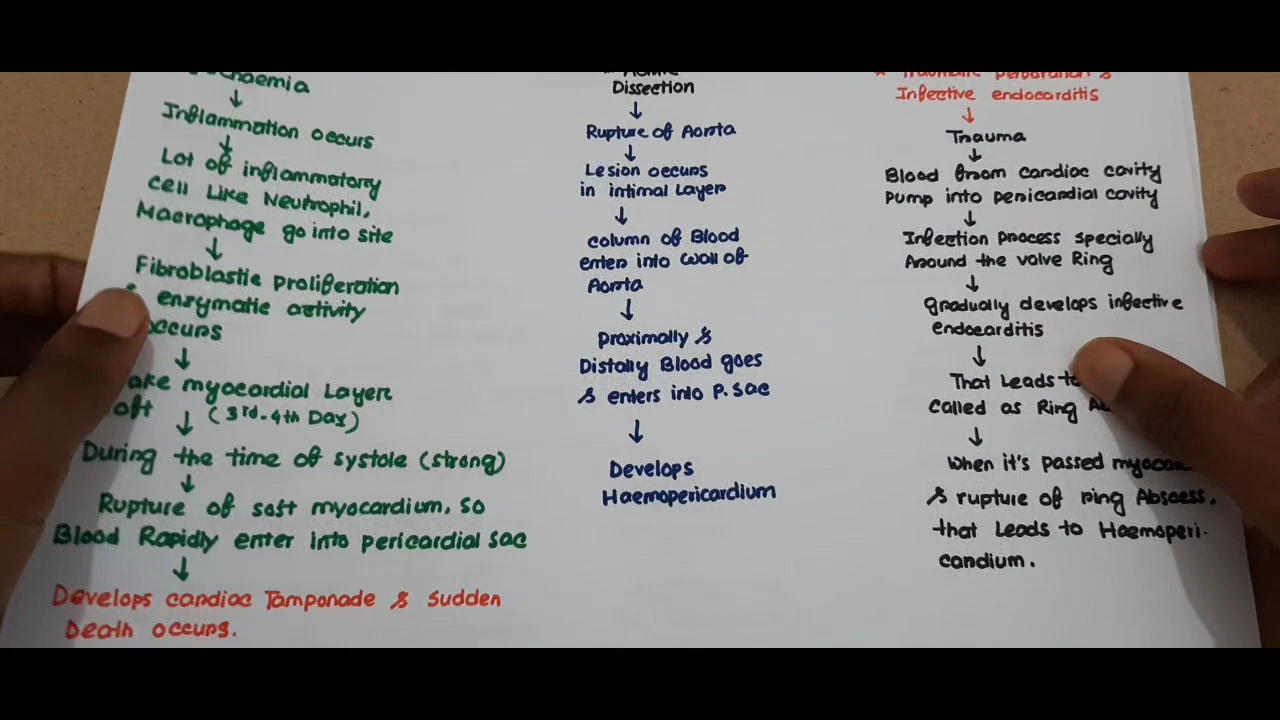 Inflammation occurs
↓
Lot of inflammatory
cell Like Neutrophil,
Macrophage go into site
↓
Fibroblastic proliferation
enzymatic activity
occurs
↓
myocardial Layer
(3rd-4th Day)
↓
During the time of systole (strong)
↓
Rupture of soft myocardium, so
Blood Rapidly enter into pericardial sac
↓
Develops cardiac Tamponade & Sudden
Death occurs.
Dissection
↓
Rupture of Aorta
↓
Lesion occurs
in intimal Layer
↓
column of Blood
enter into wall of
Aorta
↓
Proximally &
Distally Blood goes
& enters into P. Sac
↓
Develops
Haemopericardium
Traumatic perforation &
Infective endocarditis
↓
Trauma
↓
Blood from cardiac cavity
Pump into pericardial cavity
↓
Infection process specially
Around the valve Ring
↓
gradually develops infective
endocarditis
↓
That Leads to
called as Ring
↓
When it's passed
& rupture of ring Abscess,
that Leads to Haemoperi-
cardium.